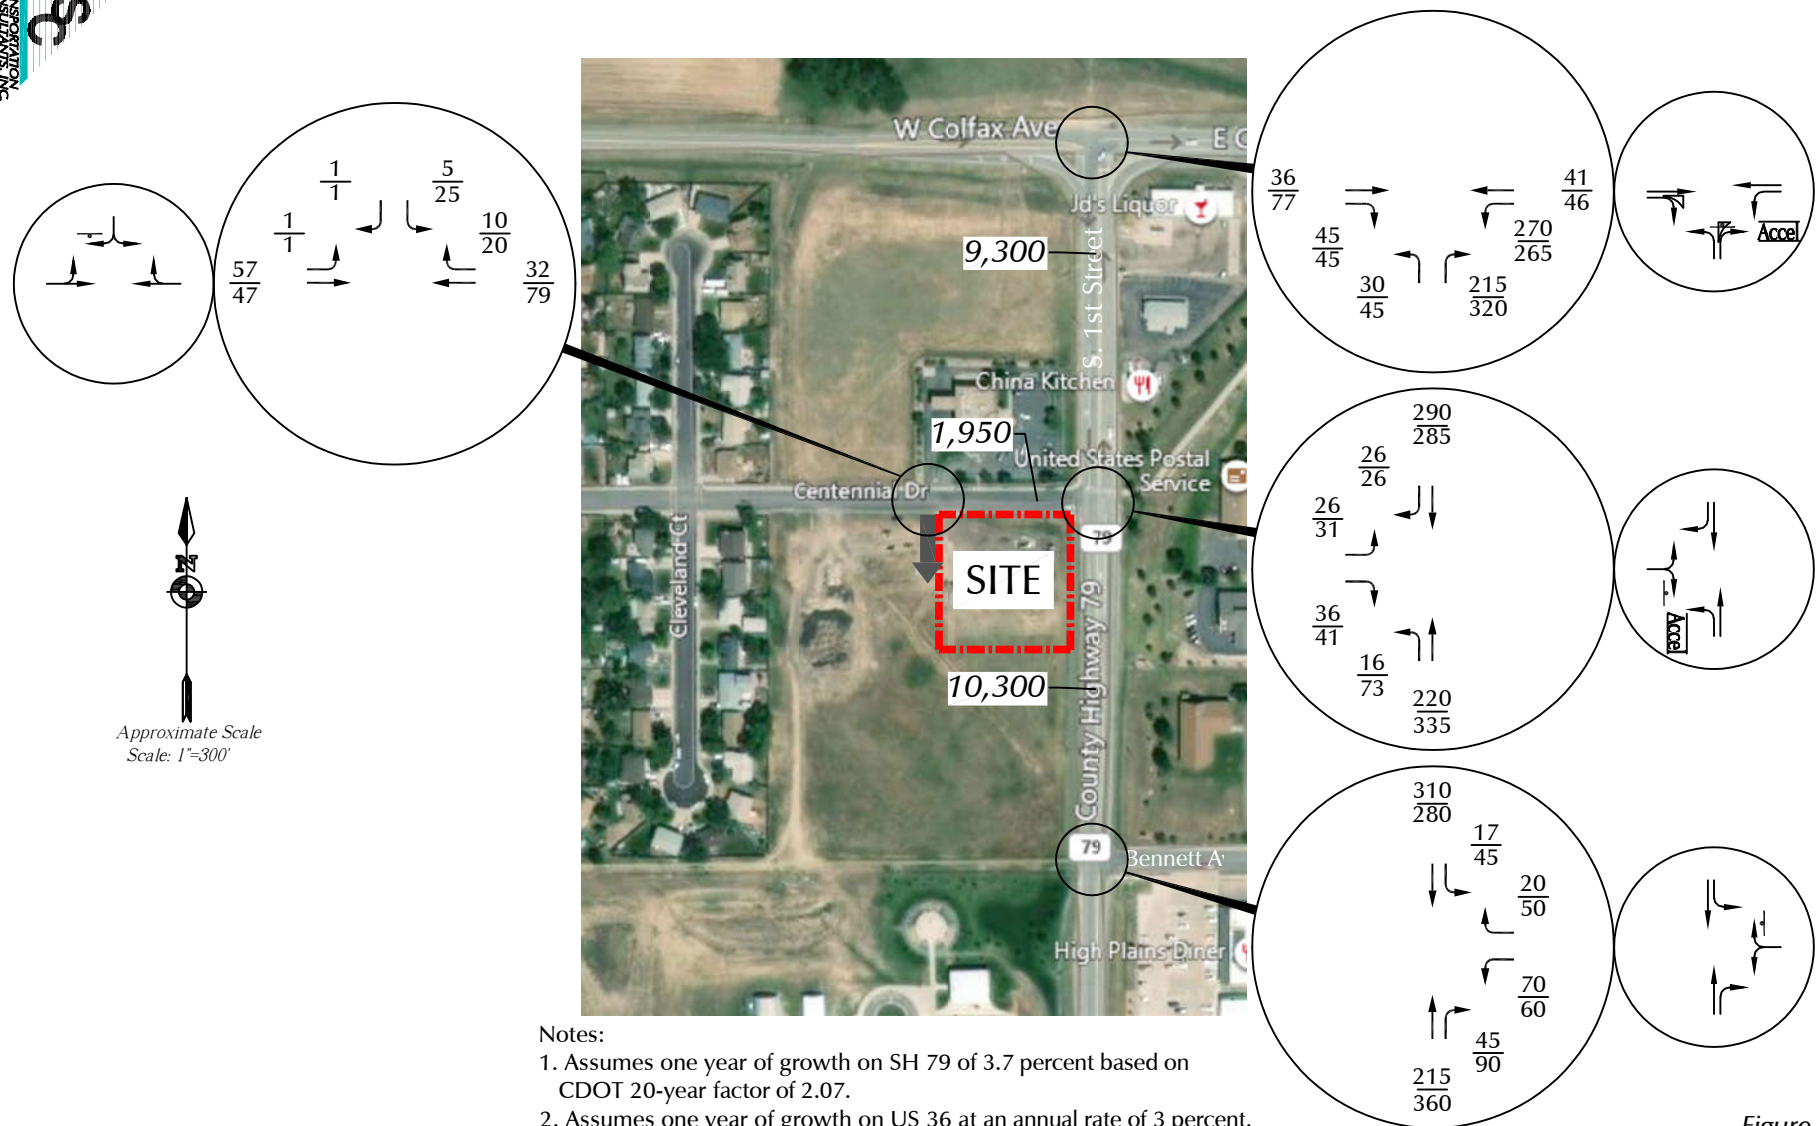 NSPORTATION
NSULTANTS, INC.
SC
1
1
5
25
1
1
10
20
57
47
32
79
N
Approximate Scale
Scale: 1"=300'
W Colfax Ave
E C
Jd's Liquor
9,300
S. 1st Street
China Kitchen
1,950
United States Postal
Service
Centennial Dr
79
SITE
Cleveland Ct
County Highway 79
10,300
79
Bennett A
High Plains Diner
36
77
41
46
45
45
270
265
30
45
215
320
Accel
290
285
26
26
26
31
36
41
16
73
220
335
Accel
310
280
17
45
20
50
70
60
45
90
215
360
Notes:
1. Assumes one year of growth on SH 79 of 3.7 percent based on
CDOT 20-year factor of 2.07.
2. Assumes one year of growth on US 36 at an annual rate of 3 percent.
Figure